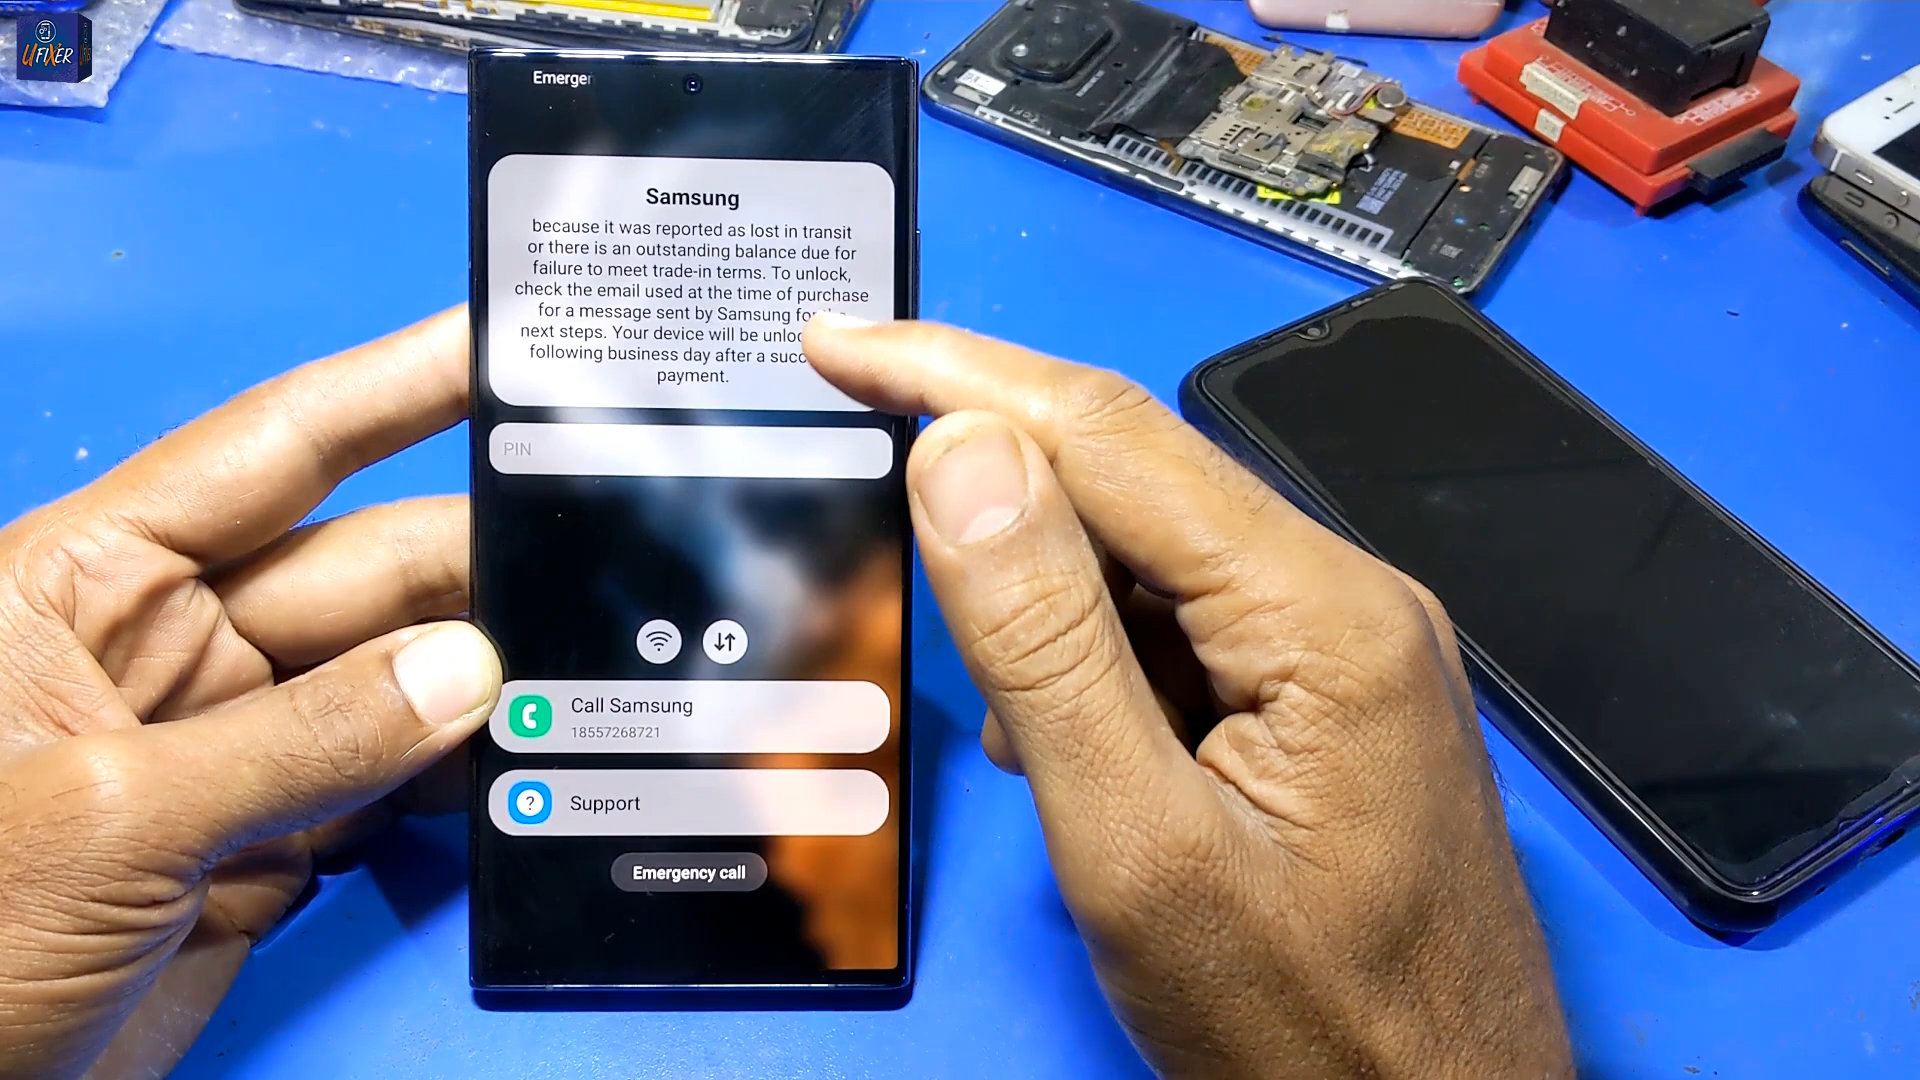 UFIXER
Emerge
Samsung
because it was reported as lost in transit
or there is an outstanding balance due for
failure to meet trade-in terms. To unlock,
check the email used at the time of purchase
for a message sent by Samsung for
next steps. Your device will be
following business day after a
payment.
PIN
Call Samsung
18557268721
Support
Emergency call